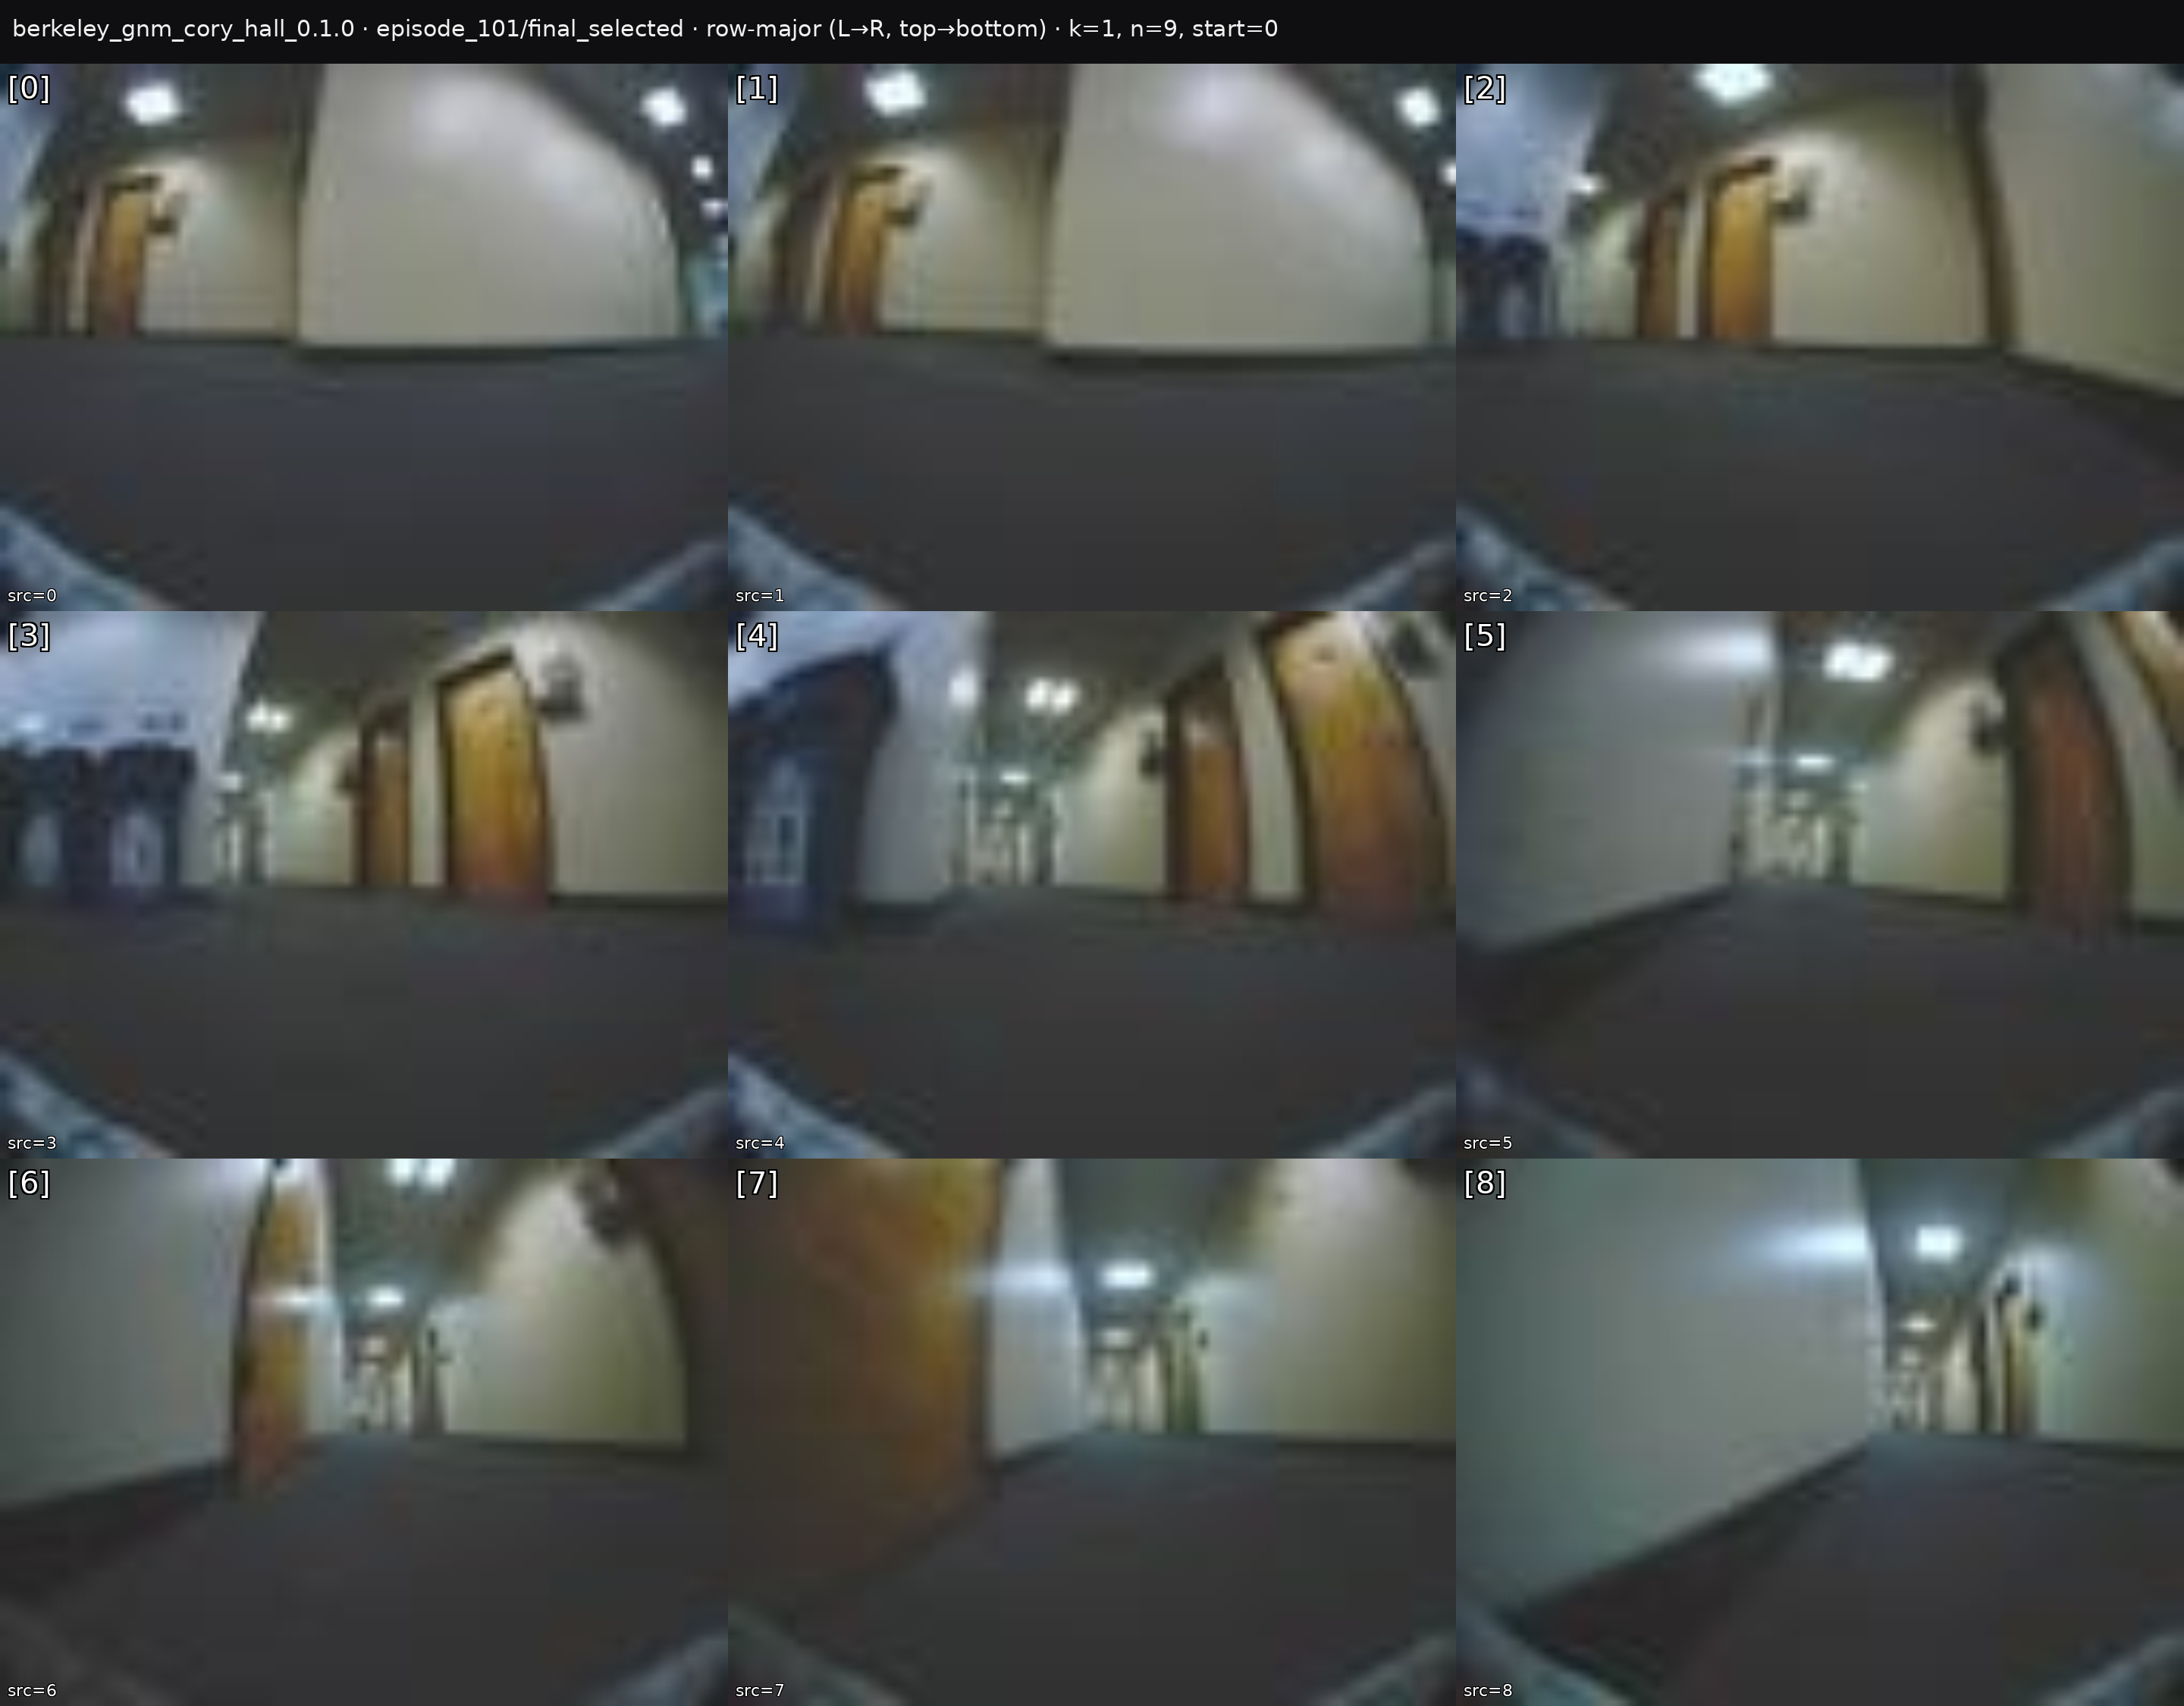 berkeley_gnm_cory_hall_0.1.0 · episode_101/final_selected · row-major (L→R, top→bottom) · k=1, n=9, start=0
[0]
[1]
[2]
src=0
src=1
src=2
[3]
[4]
[5]
src=3
src=4
src=5
[6]
[7]
[8]
src=6
src=7
src=8